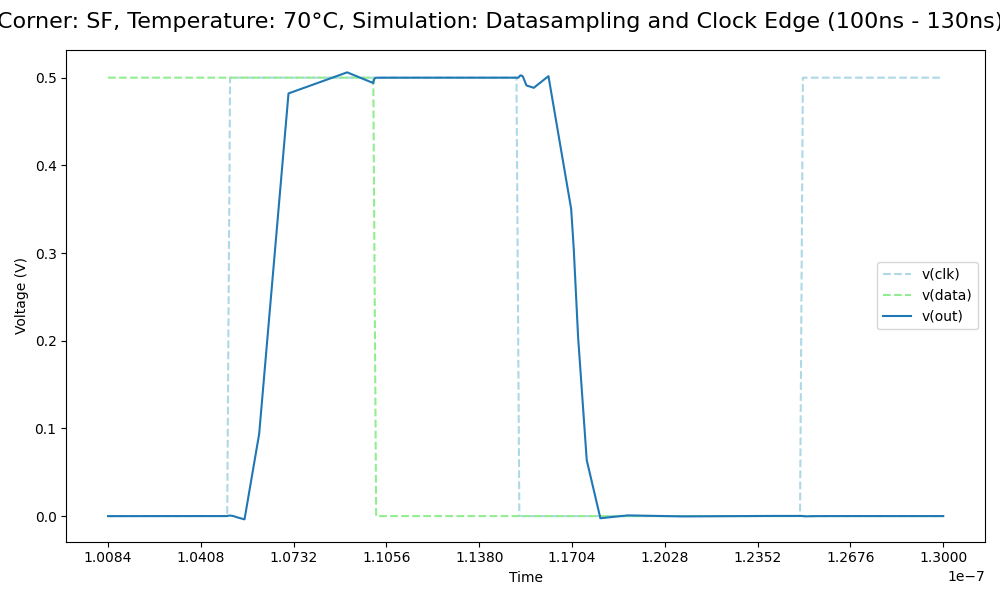 Corner: SF, Temperature: 70°C, Simulation: Datasampling and Clock Edge (100ns - 130ns)
Voltage (V)
0.5
0.4
0.3
0.2
0.1
0.0
v(clk)
v(data)
v(out)
1.0084 1.0408 1.0732 1.1056 1.1380 1.1704 1.2028 1.2352 1.2676 1.3000
1e−7
Time